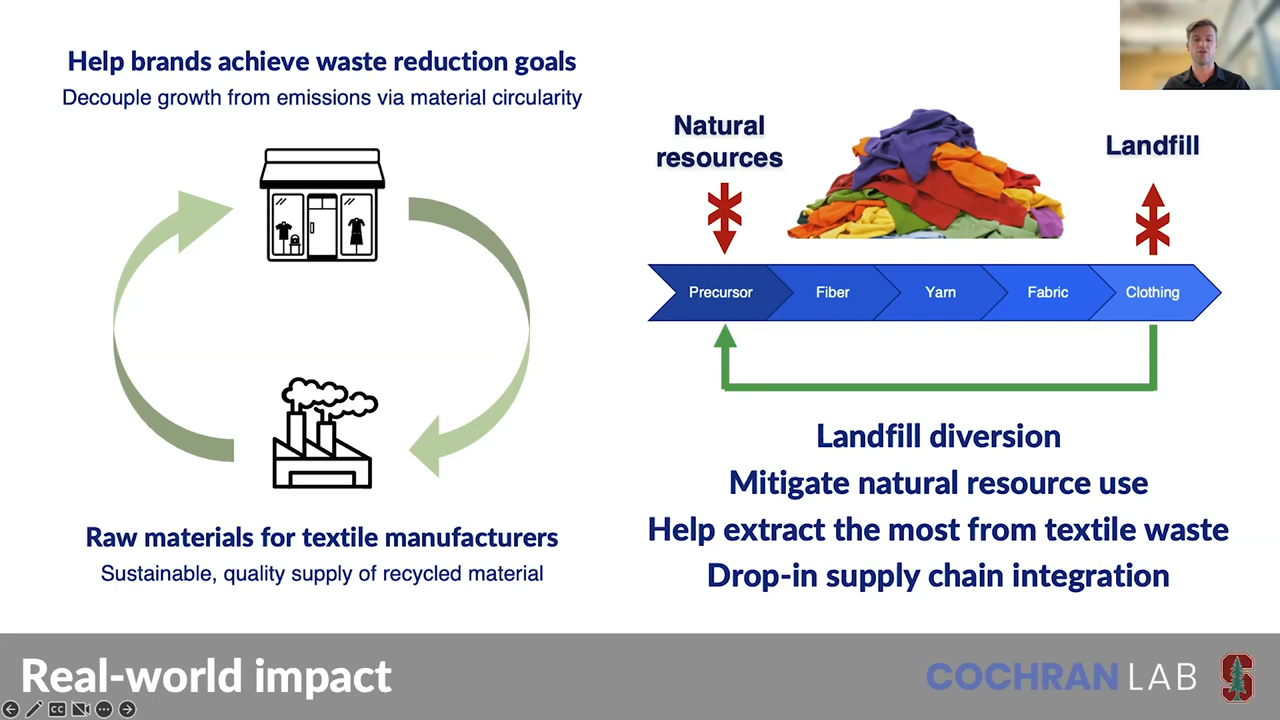 Help brands achieve waste reduction goals
Decouple growth from emissions via material circularity
Raw materials for textile manufacturers
Sustainable, quality supply of recycled material
Natural
resources
Landfill
Precursor
Fiber
Yarn
Fabric
Clothing
Landfill diversion
Mitigate natural resource use
Help extract the most from textile waste
Drop-in supply chain integration
Real-world impact
COCHRAN LAB
CC